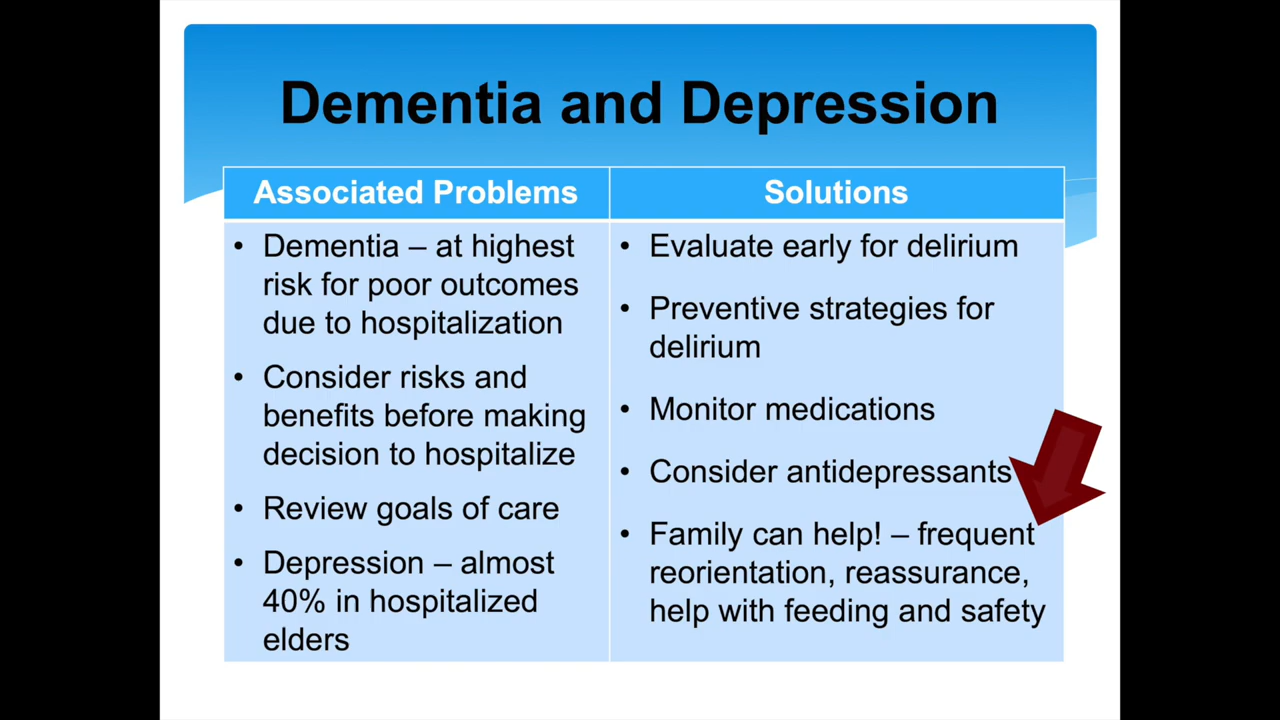 Dementia and Depression
Associated Problems
• Dementia – at highest
risk for poor outcomes
due to hospitalization
• Consider risks and
benefits before making
decision to hospitalize
• Review goals of care
• Depression – almost
40% in hospitalized
elders
Solutions
• Evaluate early for delirium
• Preventive strategies for
delirium
• Monitor medications
• Consider antidepressants
• Family can help! – frequent
reorientation, reassurance,
help with feeding and safety